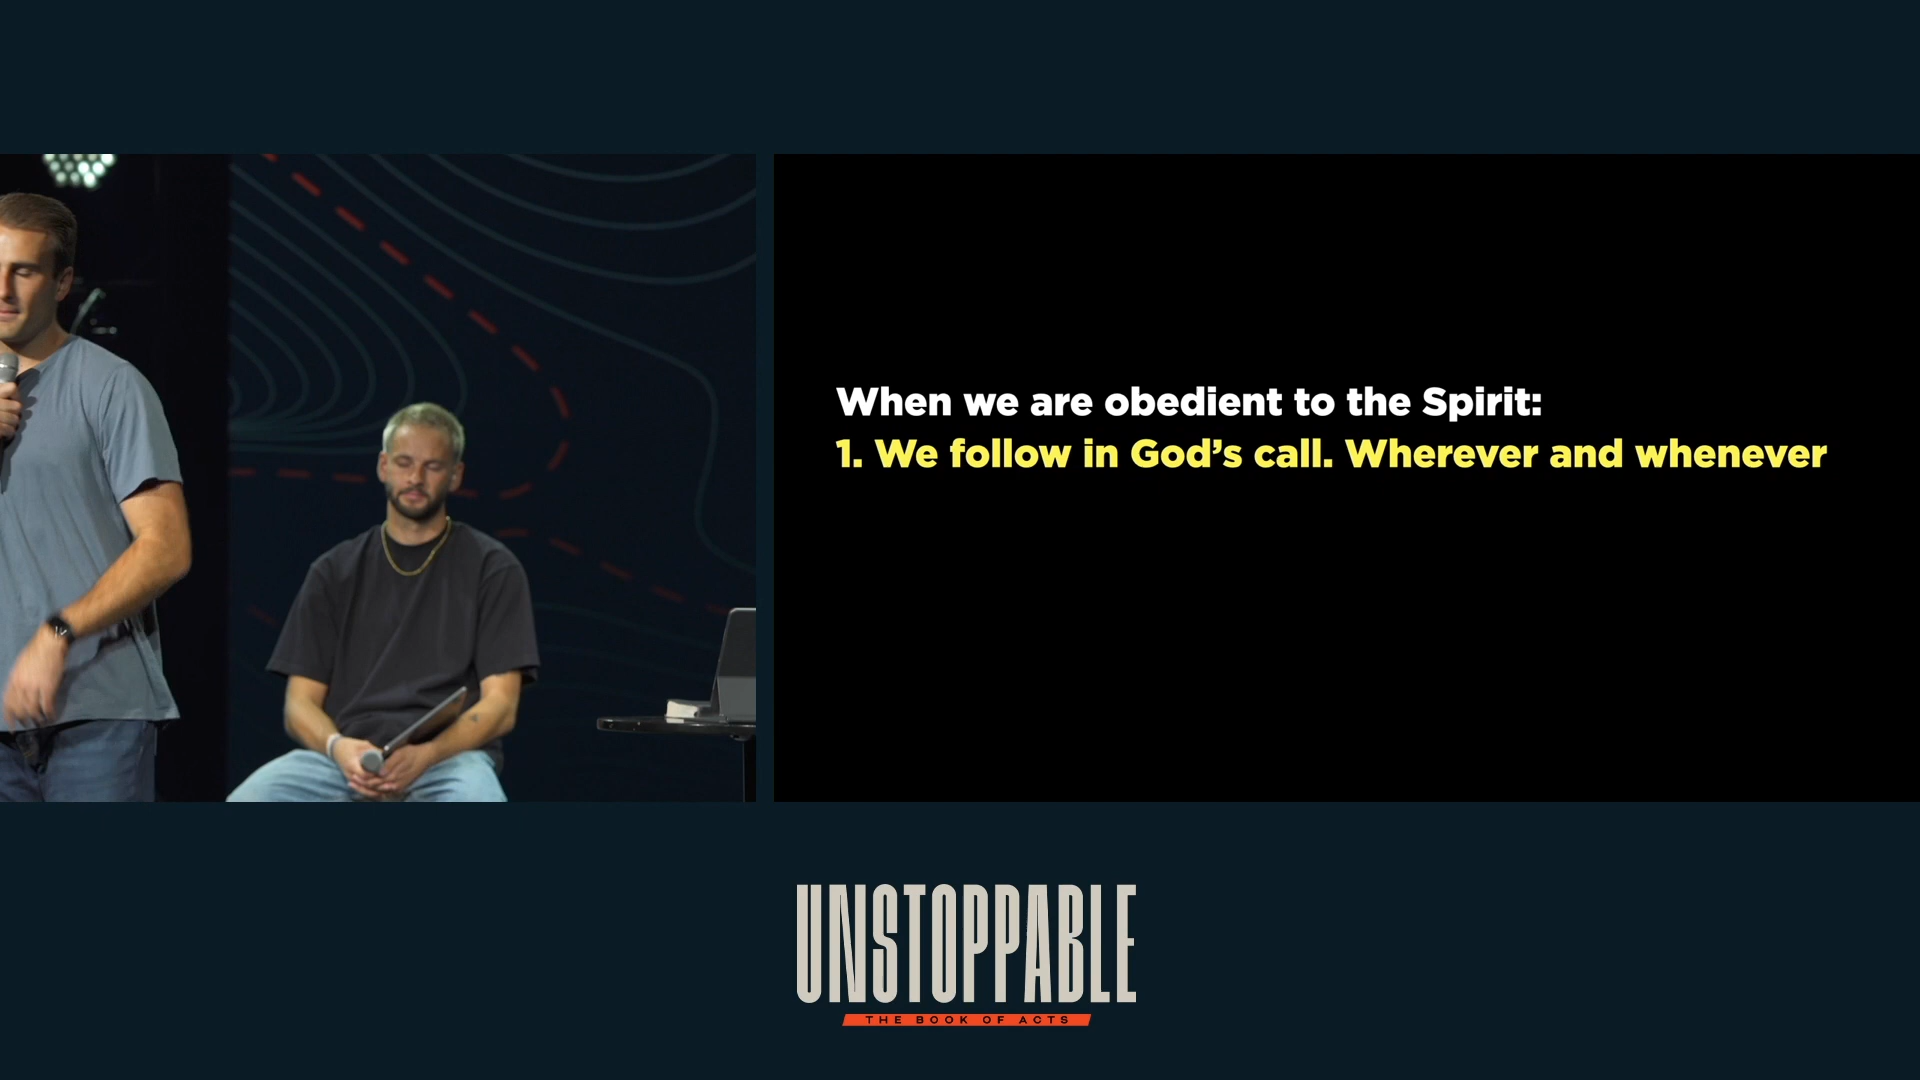 When we are obedient to the Spirit:
1. We follow in God’s call. Wherever and whenever
UNSTOPPABLE
THE BOOK OF ACTS